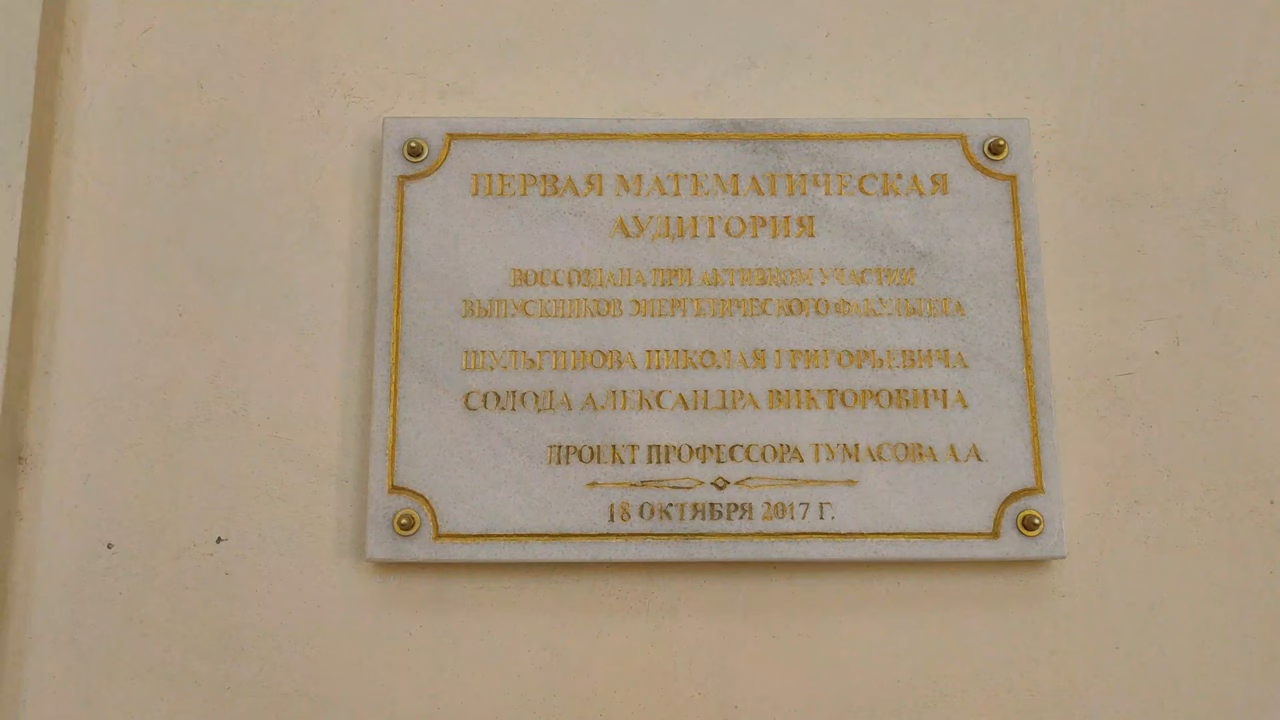 ПЕРВАЯ МАТЕМАТИЧЕСКАЯ
АУДИТОРИЯ
ВОССОЗДАНА ПРИ АКТИВНОМ УЧАСТИИ
ВЫПУСКНИКОВ ЭНЕРГЕТИЧЕСКОГО ФАКУЛЬТЕТА
ШУЛЬГИНОВА НИКОЛАЯ ГРИГОРЬЕВИЧА
СОЛОДА АЛЕКСАНДРА ВИКТОРОВИЧА
ПРОЕКТ ПРОФЕССОРА ТУМАСОВА А.А.
18 ОКТЯБРЯ 2017 Г.